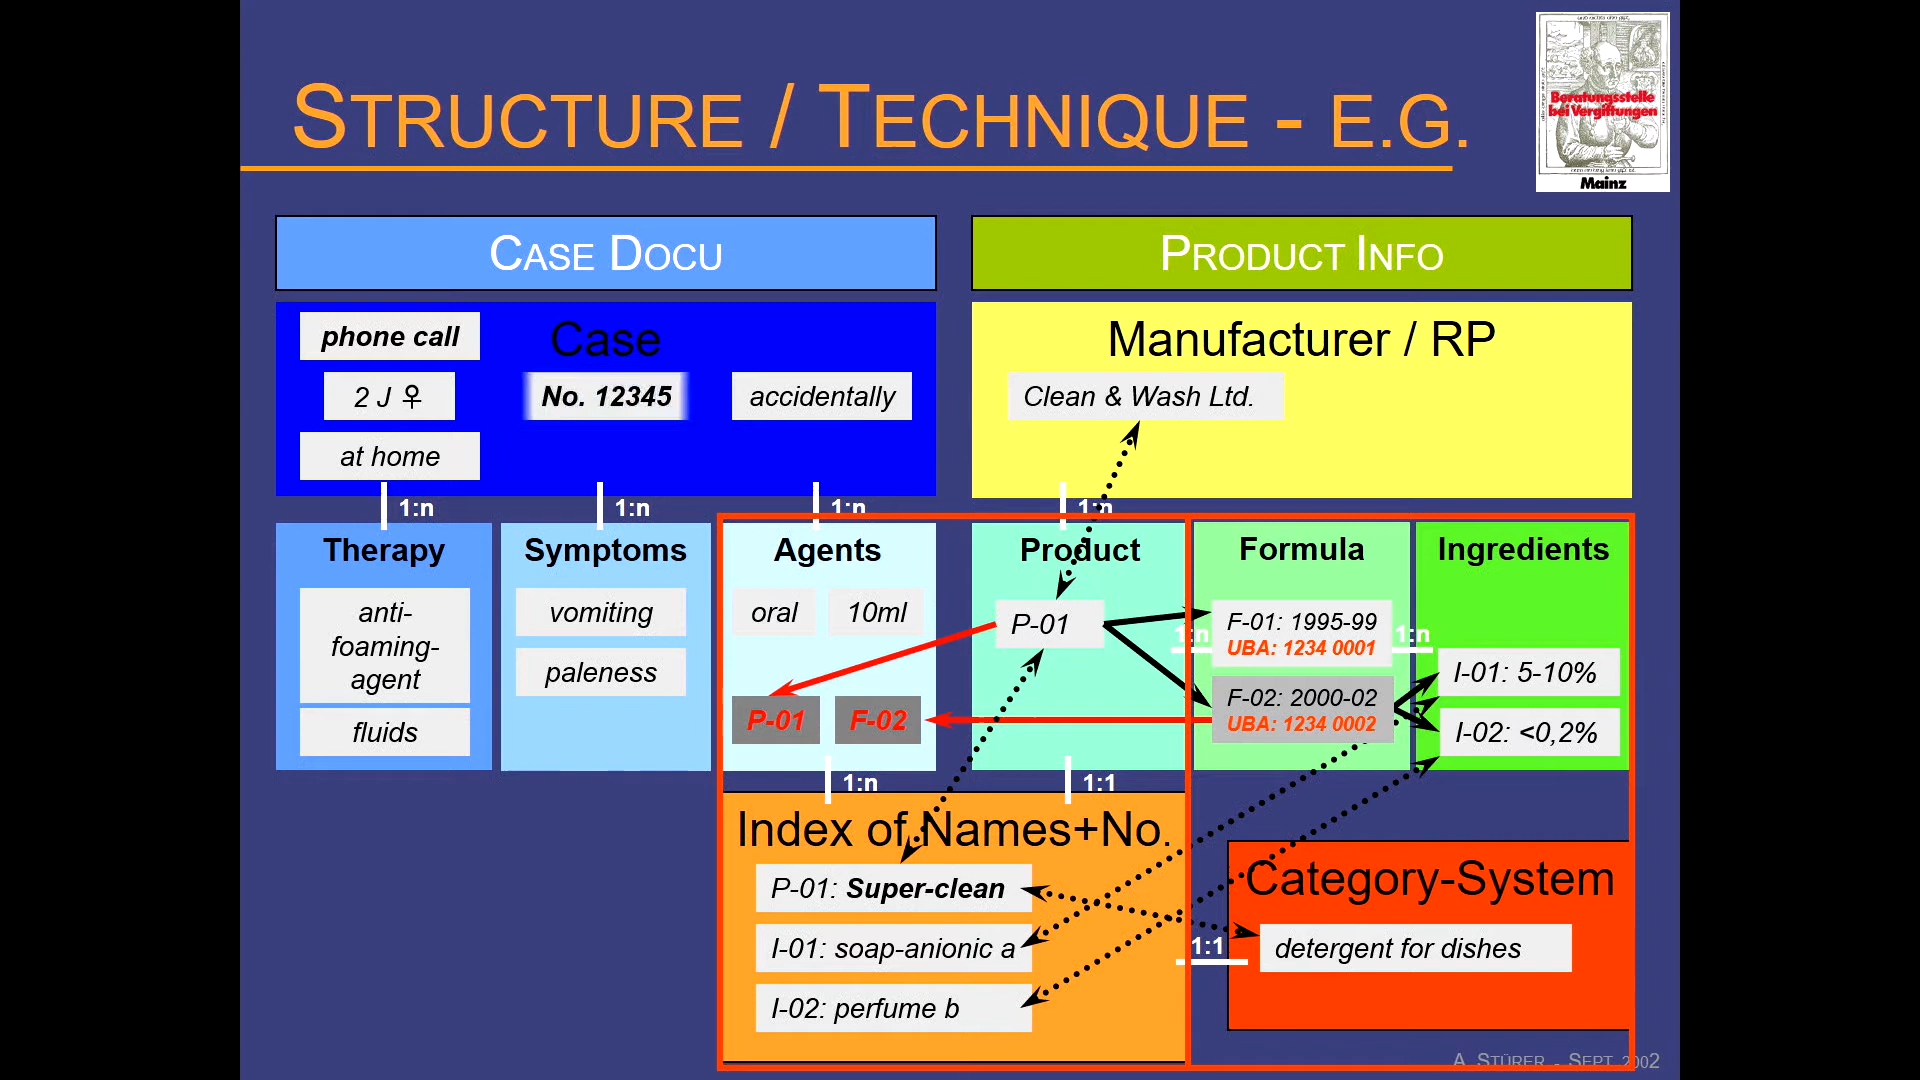 STRUCTURE / TECHNIQUE - E.G.
Beratungsstelle
bei Vergiftungen
Mainz
CASE DOCU
PRODUCT INFO
phone call
Case
2 J ♀
No. 12345
accidentally
at home
Manufacturer / RP
Clean & Wash Ltd.
1:n
1:n
1:n
1:n
Therapy
Symptoms
Agents
Product
Formula
Ingredients
anti-
foaming-
agent
fluids
vomiting
paleness
oral
10ml
P-01
F-02
P-01
1:n
F-01: 1995-99
UBA: 1234 0001
1:n
F-02: 2000-02
UBA: 1234 0002
I-01: 5-10%
I-02: <0,2%
1:n
1:1
Index of Names+No.
P-01: Super-clean
I-01: soap-anionic a
I-02: perfume b
1:1
Category-System
detergent for dishes
A. STÜRER - SEPT. 2002